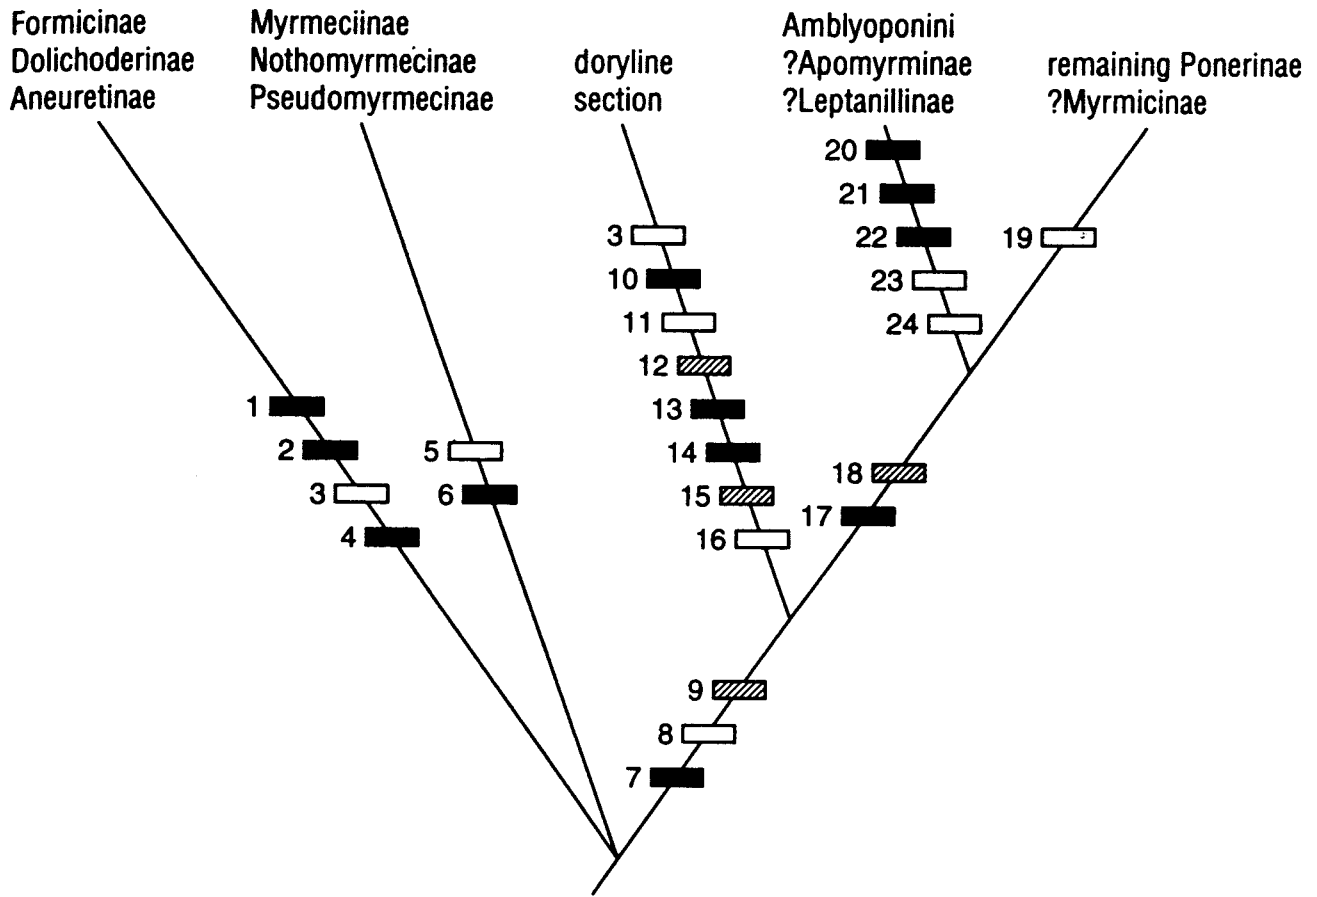 Formicinae
Dolichoderinae
Aneuretinae
Myrmeciinae
Nothomyrmecinae
Pseudomyrmecinae
doryline
section
Amblyoponini
?Apomyrminae
?Leptanillinae
remaining Ponerinae
?Myrmicinae
1
2
3
4
5
6
3
10
11
12
13
14
15
16
20
21
22
23
24
19
18
17
9
8
7